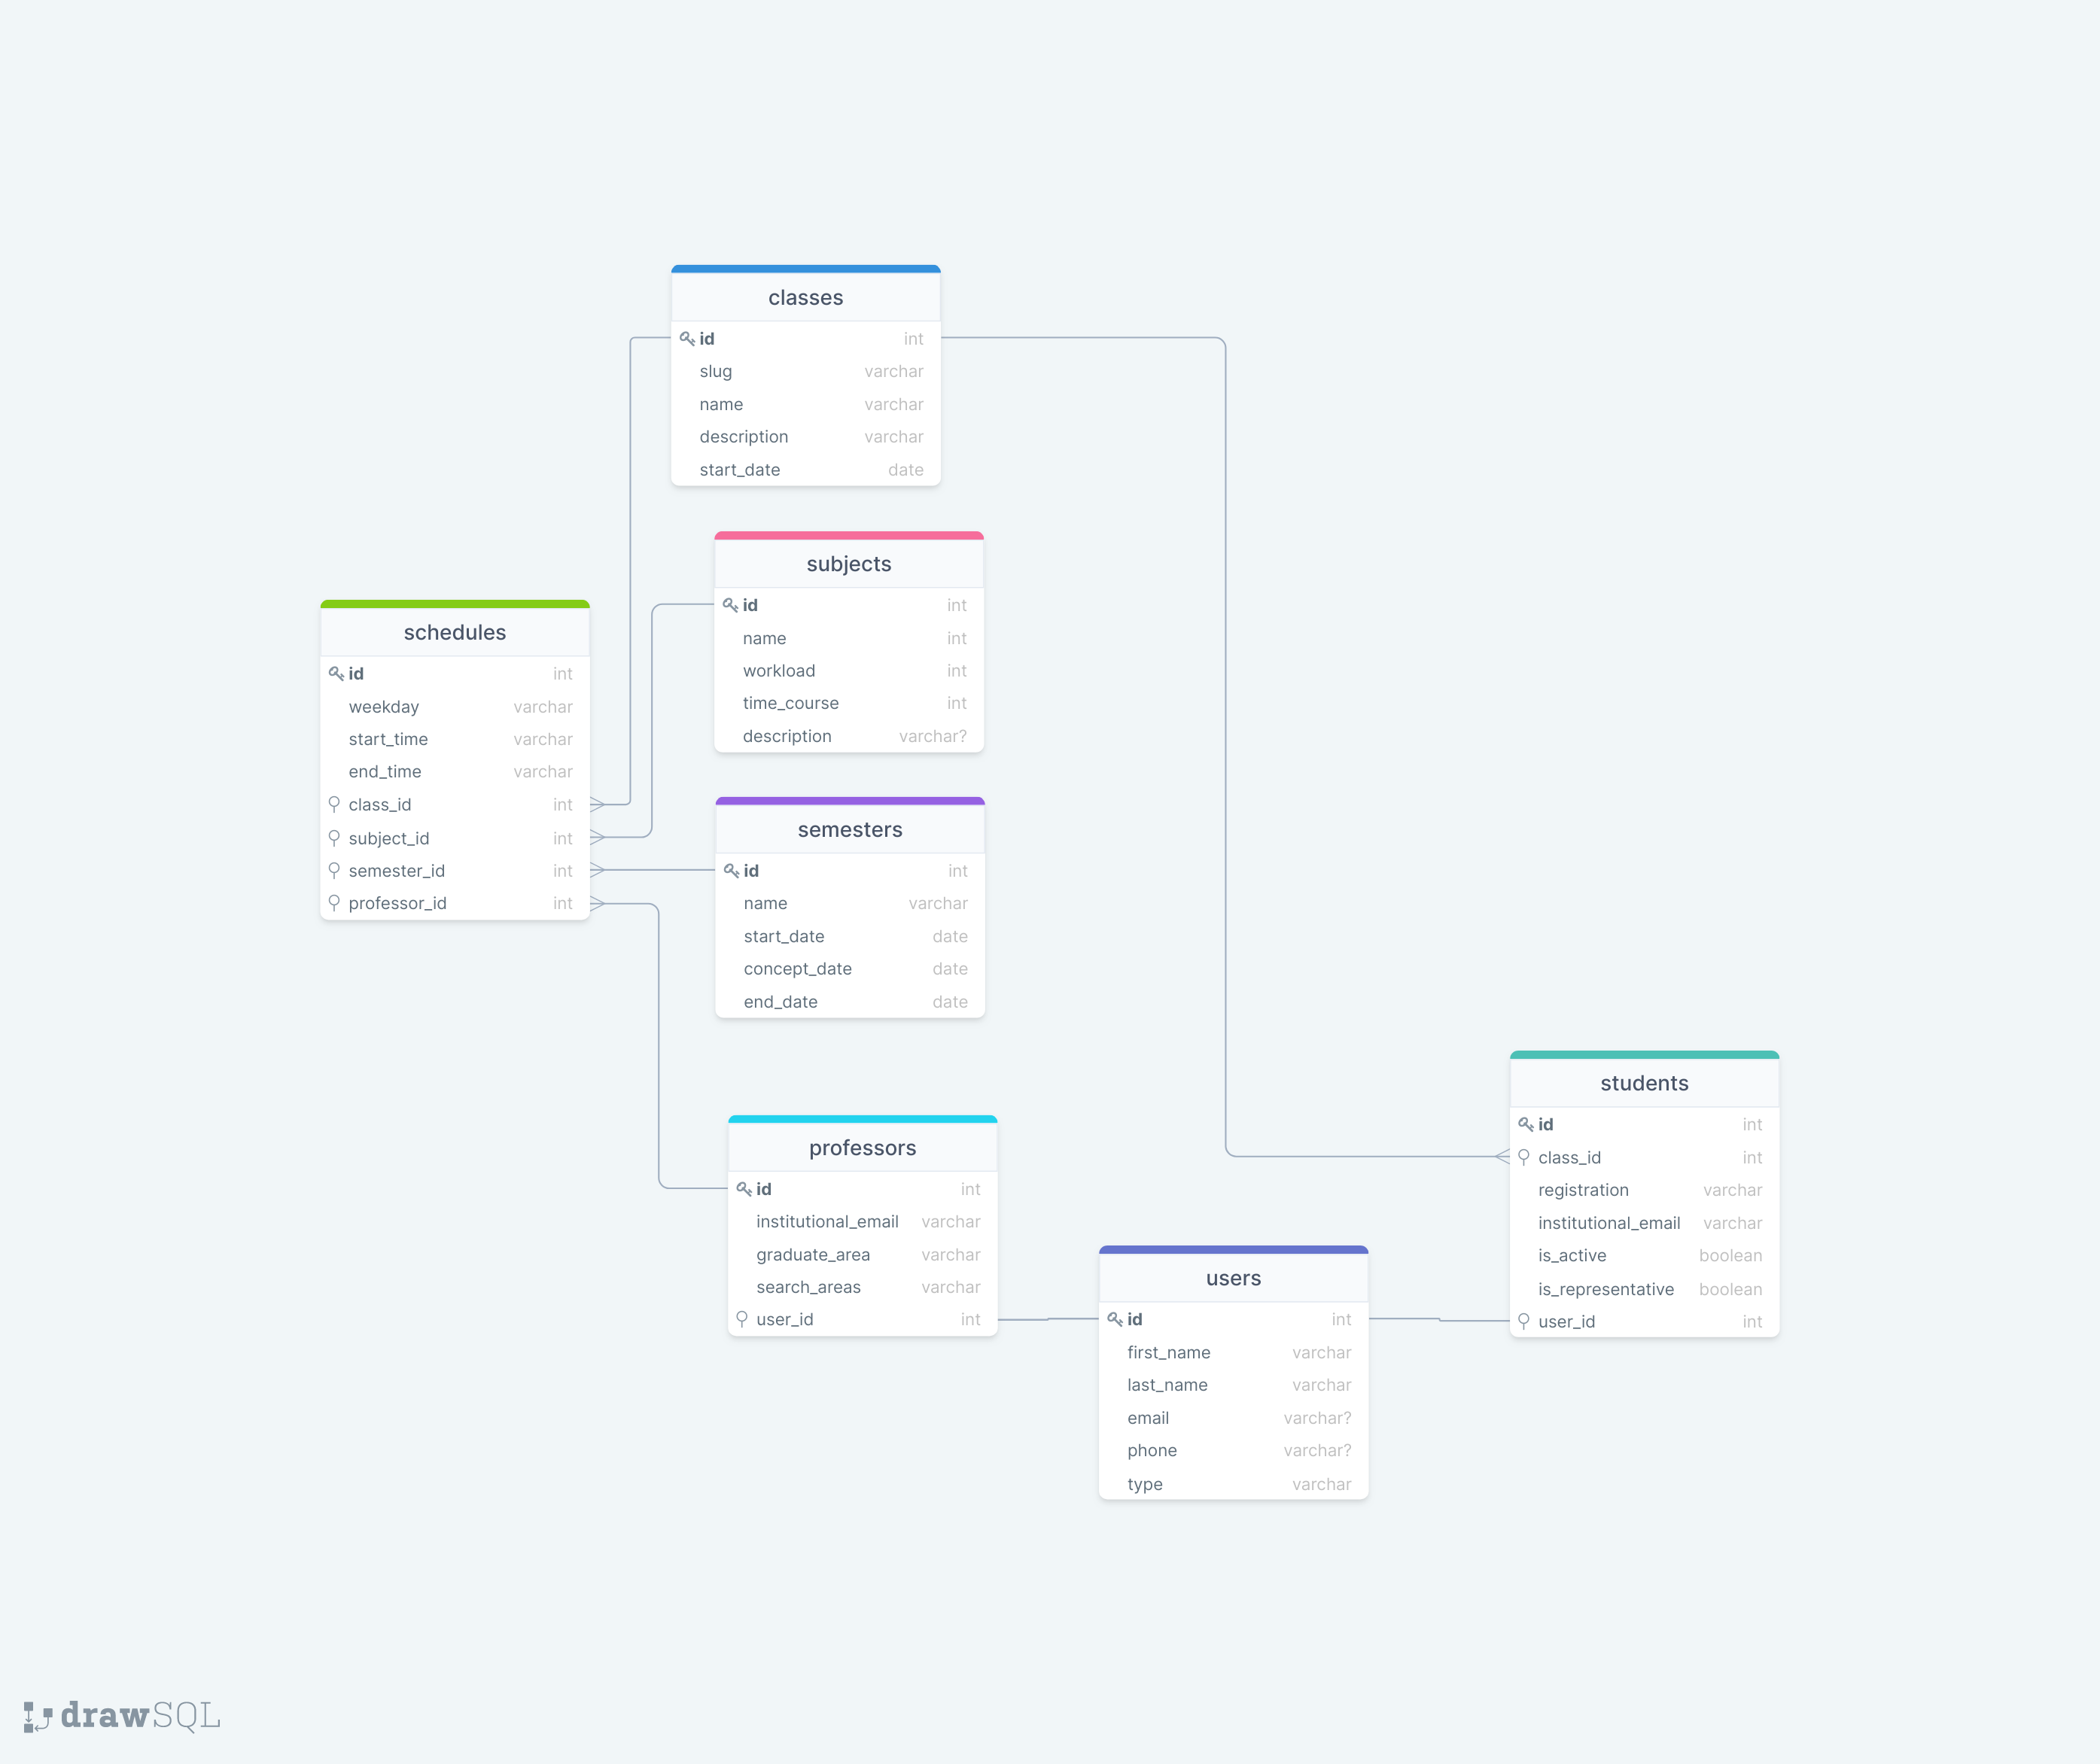 classes
id int
slug varchar
name varchar
description varchar
start_date date
subjects
id int
name int
workload int
time_course int
description varchar?
schedules
id int
weekday varchar
start_time varchar
end_time varchar
class_id int
subject_id int
semester_id int
professor_id int
semesters
id int
name varchar
start_date date
concept_date date
end_date date
professors
id int
institutional_email varchar
graduate_area varchar
search_areas varchar
user_id int
users
id int
first_name varchar
last_name varchar
email varchar?
phone varchar?
type varchar
students
id int
class_id int
registration varchar
institutional_email varchar
is_active boolean
is_representative boolean
user_id int
drawSQL